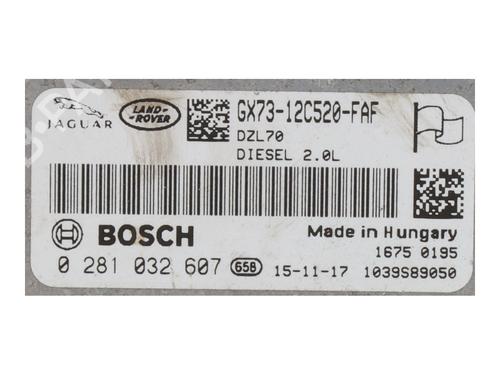 JAGUAR
LAND-
ROVER
GX73-12C520-FAF
DZL70
DIESEL 2.0L
BOSCH
Made in Hungary
1675 0195
0 281 032 607 658 15-11-17 1039S89050